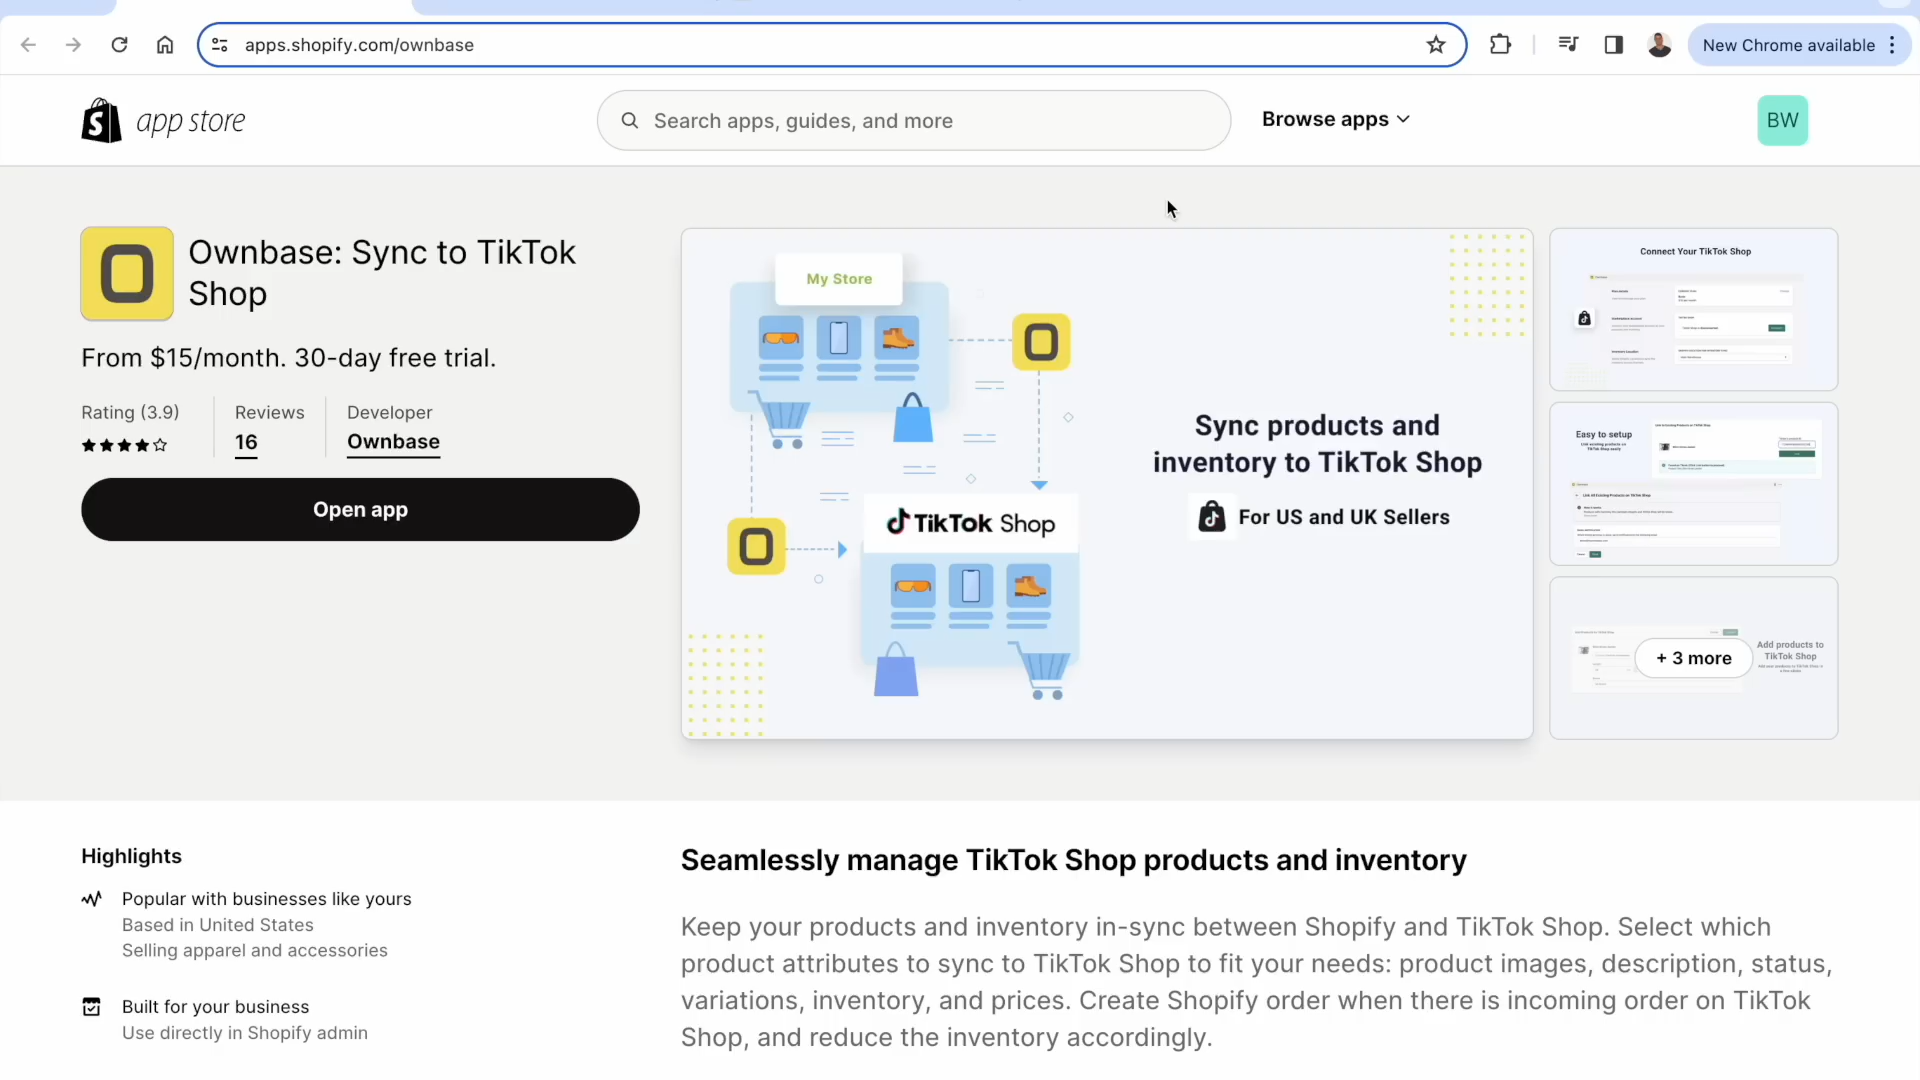 apps.shopify.com/ownbase
New Chrome available
app store
Search apps, guides, and more
Browse apps
BW
Ownbase: Sync to TikTok
Shop
From $15/month. 30-day free trial.
Rating (3.9)
Reviews
16
Developer
Ownbase
Open app
My Store
TikTok Shop
Sync products and
inventory to TikTok Shop
For US and UK Sellers
Connect Your TikTok Shop
Easy to setup
+ 3 more
Add products to
TikTok Shop
Highlights
Popular with businesses like yours
Based in United States
Selling apparel and accessories
Built for your business
Use directly in Shopify admin
Seamlessly manage TikTok Shop products and inventory
Keep your products and inventory in-sync between Shopify and TikTok Shop. Select which
product attributes to sync to TikTok Shop to fit your needs: product images, description, status,
variations, inventory, and prices. Create Shopify order when there is incoming order on TikTok
Shop, and reduce the inventory accordingly.